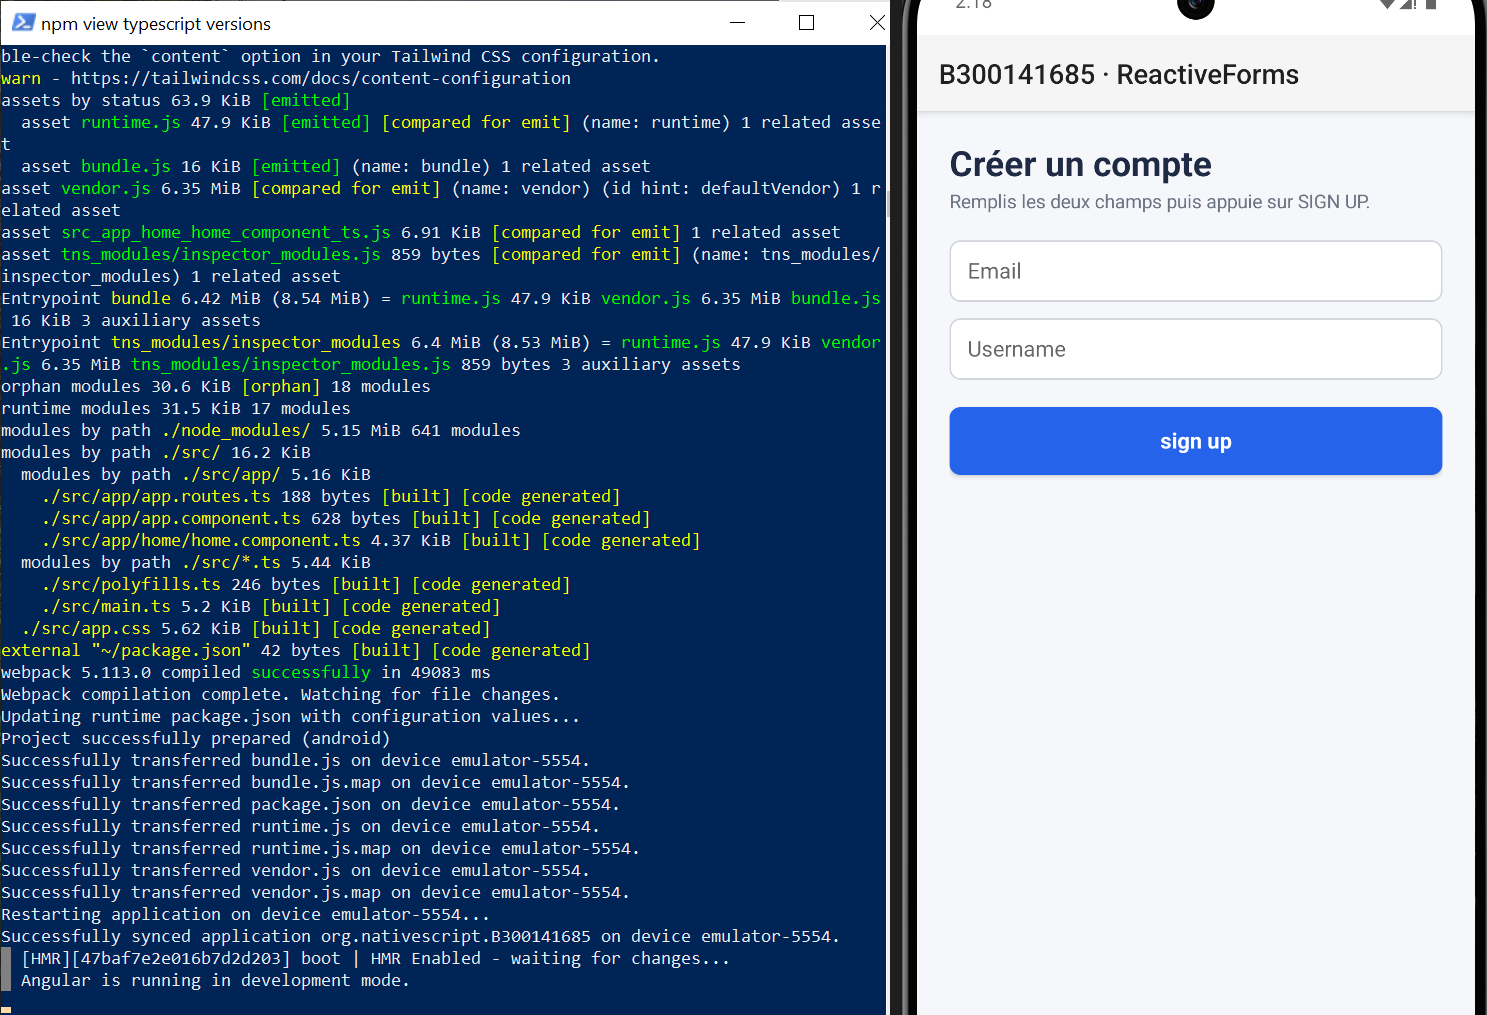 npm view typescript versions
ble-check the `content` option in your Tailwind CSS configuration.
warn - https://tailwindcss.com/docs/content-configuration
assets by status 63.9 KiB [emitted]
asset runtime.js 47.9 KiB [emitted] [compared for emit] (name: runtime) 1 related asse
t
asset bundle.js 16 KiB [emitted] (name: bundle) 1 related asset
asset vendor.js 6.35 MiB [compared for emit] (name: vendor) (id hint: defaultVendor) 1 r
elated asset
asset src_app_home_home_component_ts.js 6.91 KiB [compared for emit] 1 related asset
asset tns_modules/inspector_modules.js 859 bytes [compared for emit] (name: tns_modules/
inspector_modules) 1 related asset
Entrypoint bundle 6.42 MiB (8.54 MiB) = runtime.js 47.9 KiB vendor.js 6.35 MiB bundle.js
16 KiB 3 auxiliary assets
Entrypoint tns_modules/inspector_modules 6.4 MiB (8.53 MiB) = runtime.js 47.9 KiB vendor
.js 6.35 MiB tns_modules/inspector_modules.js 859 bytes 3 auxiliary assets
orphan modules 30.6 KiB [orphan] 18 modules
runtime modules 31.5 KiB 17 modules
modules by path ./node_modules/ 5.15 MiB 641 modules
modules by path ./src/ 16.2 KiB
modules by path ./src/app/ 5.16 KiB
./src/app/app.routes.ts 188 bytes [built] [code generated]
./src/app/app.component.ts 628 bytes [built] [code generated]
./src/app/home/home.component.ts 4.37 KiB [built] [code generated]
modules by path ./src/*.ts 5.44 KiB
./src/polyfills.ts 246 bytes [built] [code generated]
./src/main.ts 5.2 KiB [built] [code generated]
./src/app.css 5.62 KiB [built] [code generated]
external "~/package.json" 42 bytes [built] [code generated]
webpack 5.113.0 compiled successfully in 49083 ms
Webpack compilation complete. Watching for file changes.
Updating runtime package.json with configuration values...
Project successfully prepared (android)
Successfully transferred bundle.js on device emulator-5554.
Successfully transferred bundle.js.map on device emulator-5554.
Successfully transferred package.json on device emulator-5554.
Successfully transferred runtime.js on device emulator-5554.
Successfully transferred runtime.js.map on device emulator-5554.
Successfully transferred vendor.js on device emulator-5554.
Successfully transferred vendor.js.map on device emulator-5554.
Restarting application on device emulator-5554...
Successfully synced application org.nativescript.B300141685 on device emulator-5554.
[HMR][47baf7e2e016b7d2d203] boot | HMR Enabled - waiting for changes...
Angular is running in development mode.
2:18
B300141685 · ReactiveForms
Créer un compte
Remplis les deux champs puis appuie sur SIGN UP.
Email
Username
sign up